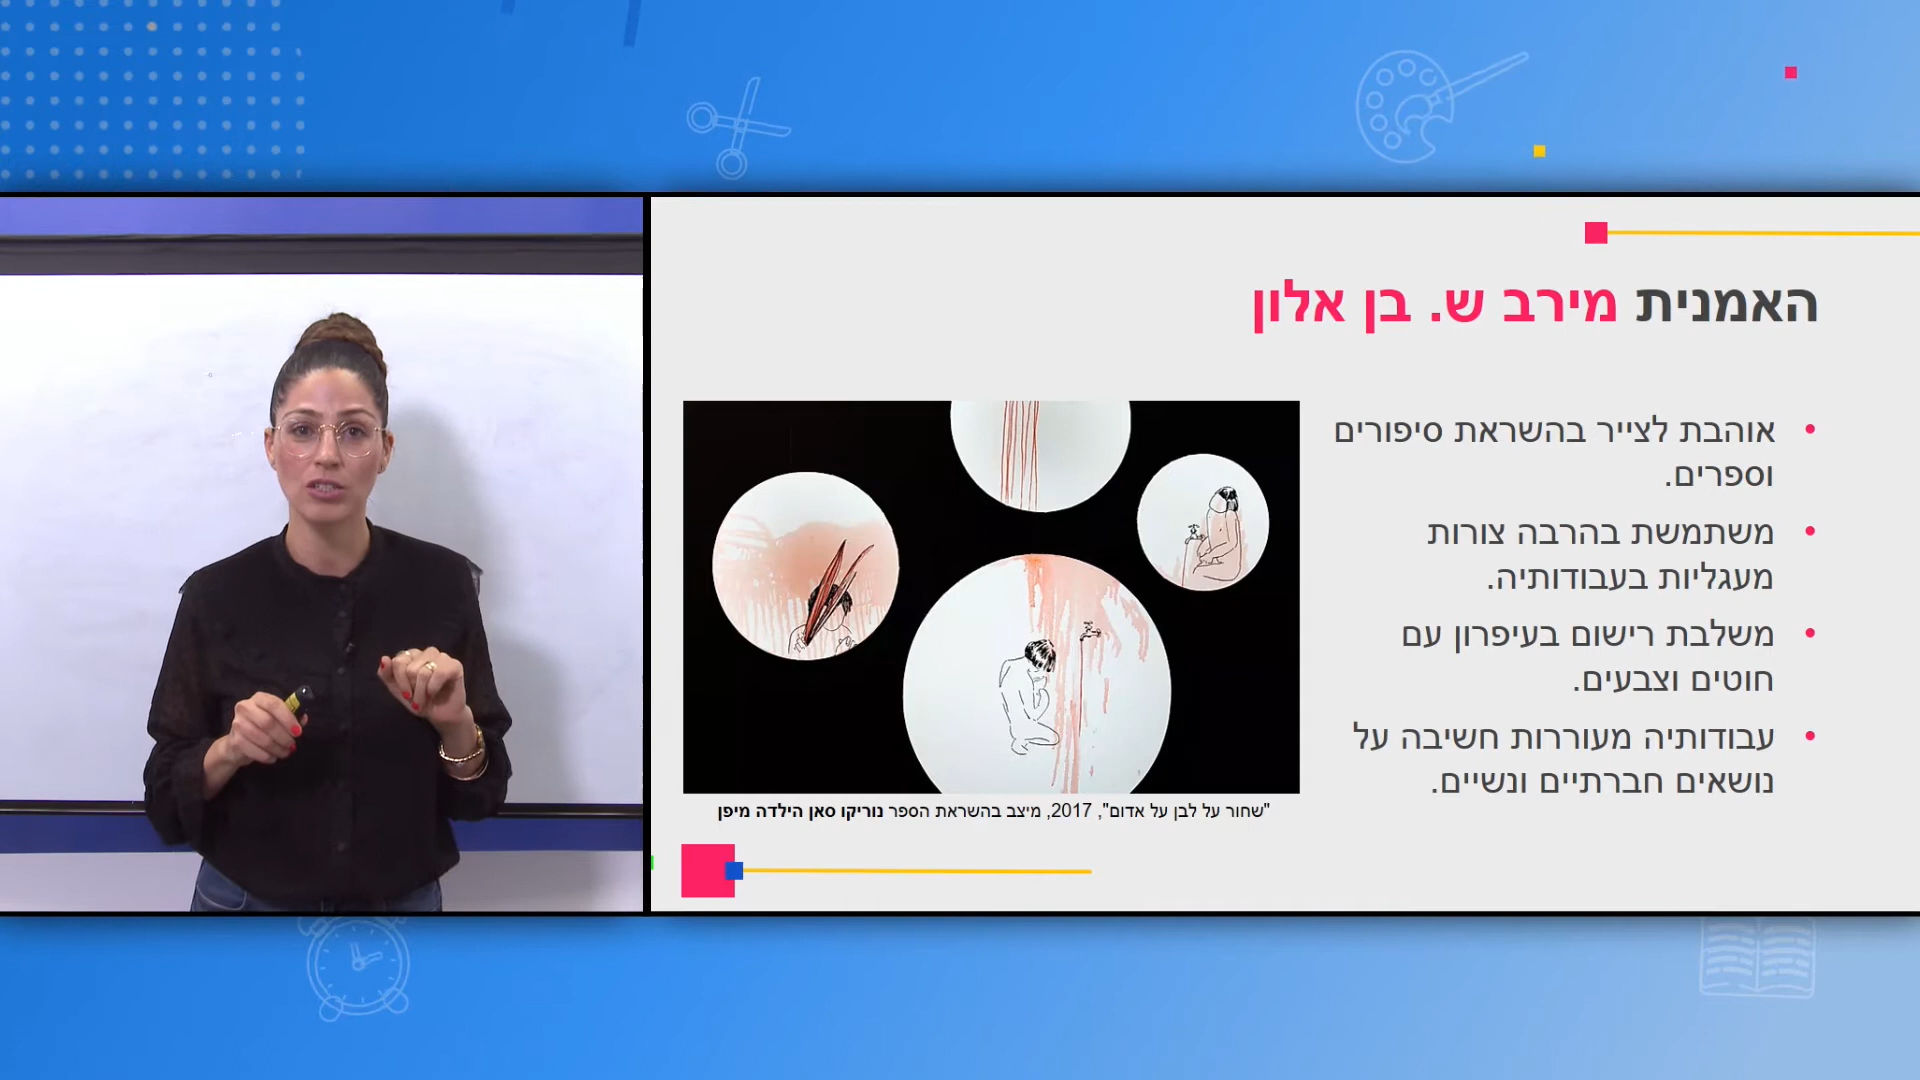 האמנית מירב ש. בן אלון
אוהבת לצייר בהשראת סיפורים
וספרים.
משתמשת בהרבה צורות
מעגליות בעבודותיה.
משלבת רישום בעיפרון עם
חוטים וצבעים.
עבודותיה מעוררות חשיבה על
נושאים חברתיים ונשיים.
"שחור על לבן על אדום", 2017, מיצב בהשראת הספר נוריקו סאן הילדה מיפן